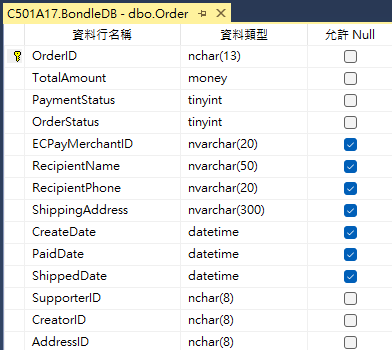 C501A17.BondleDB - dbo.Order
資料行名稱 資料類型 允許 Null
OrderID nchar(13)
TotalAmount money
PaymentStatus tinyint
OrderStatus tinyint
ECPayMerchantID nvarchar(20)
RecipientName nvarchar(50)
RecipientPhone nvarchar(20)
ShippingAddress nvarchar(300)
CreateDate datetime
PaidDate datetime
ShippedDate datetime
SupporterID nchar(8)
CreatorID nchar(8)
AddressID nchar(8)